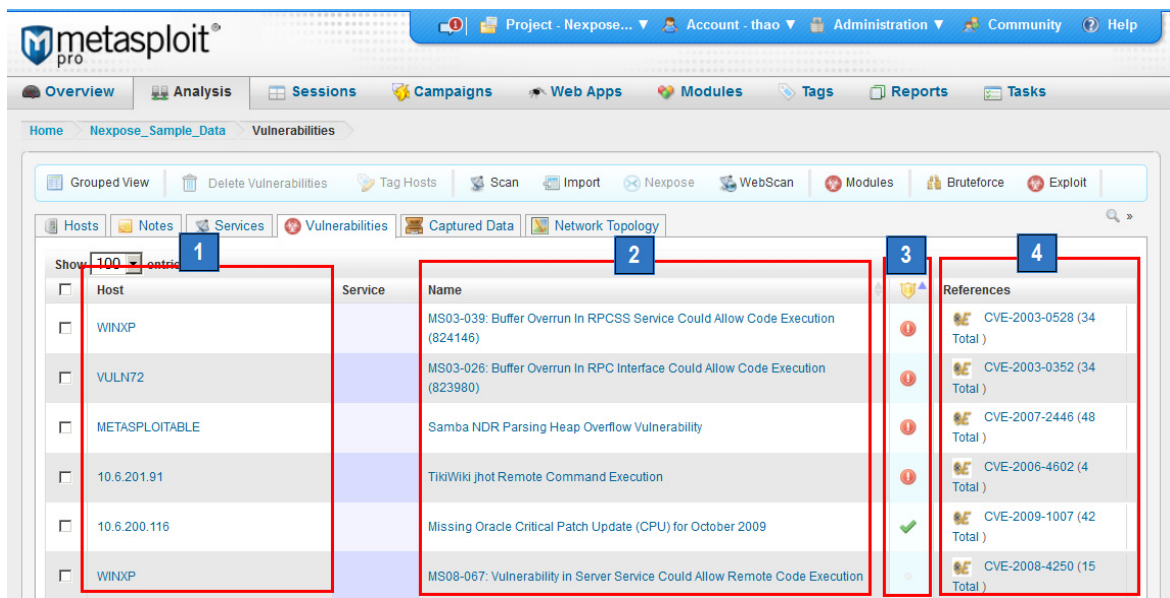 metasploit®
pro
1
Project - Nexpose... ▼
Account - thao ▼
Administration ▼
Community
Help
Overview
Analysis
Sessions
Campaigns
Web Apps
Modules
Tags
Reports
Tasks
Home
Nexpose_Sample_Data
Vulnerabilities
Grouped View
Delete Vulnerabilities
Tag Hosts
Scan
Import
Nexpose
WebScan
Modules
Bruteforce
Exploit
Hosts
Notes
Services
Vulnerabilities
Captured Data
Network Topology
»
Show 100
1
2
3
4
Host
Service
Name
References
WINXP
MS03-039: Buffer Overrun In RPCSS Service Could Allow Code Execution
(824146)
CVE-2003-0528 (34
Total )
VULN72
MS03-026: Buffer Overrun In RPC Interface Could Allow Code Execution
(823980)
CVE-2003-0352 (34
Total )
METASPLOITABLE
Samba NDR Parsing Heap Overflow Vulnerability
CVE-2007-2446 (48
Total )
10.6.201.91
TikiWiki jhot Remote Command Execution
CVE-2006-4602 (4
Total )
10.6.200.116
Missing Oracle Critical Patch Update (CPU) for October 2009
CVE-2009-1007 (42
Total )
WINXP
MS08-067: Vulnerability in Server Service Could Allow Remote Code Execution
CVE-2008-4250 (15
Total )